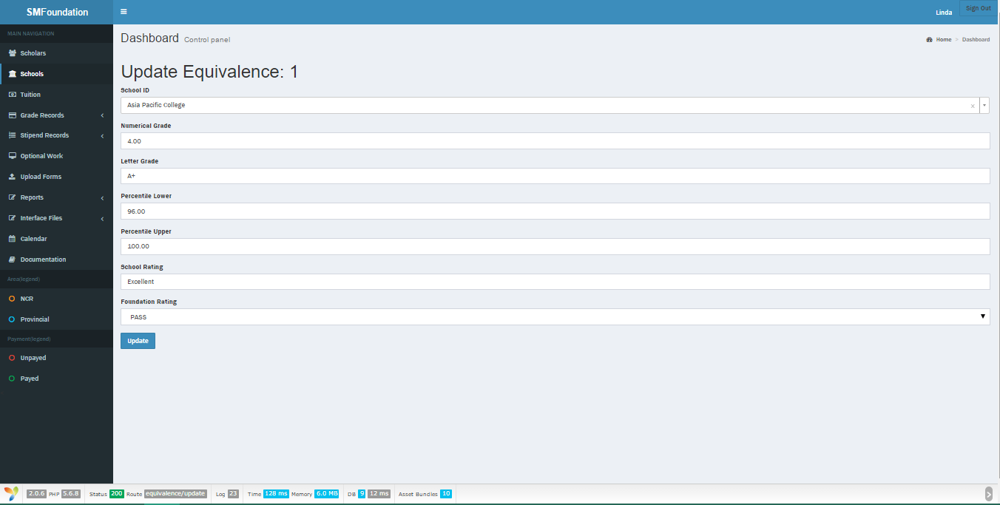 SMFoundation
Linda
Sign Out
MAIN NAVIGATION
Scholars
Schools
Tuition
Grade Records
Stipend Records
Optional Work
Upload Forms
Reports
Interface Files
Calendar
Documentation
Area(legend)
NCR
Provincial
Payment(legend)
Unpayed
Payed
Dashboard Control panel
Home > Dashboard
Update Equivalence: 1
School ID
Asia Pacific College ×
Numerical Grade
4.00
Letter Grade
A+
Percentile Lower
96.00
Percentile Upper
100.00
School Rating
Excellent
Foundation Rating
PASS
Update
2.0.6 PHP 5.6.8 Status 200 Route equivalence/update Log 23 Time 128 ms Memory 6.0 MB DB 9 12 ms Asset Bundles 10